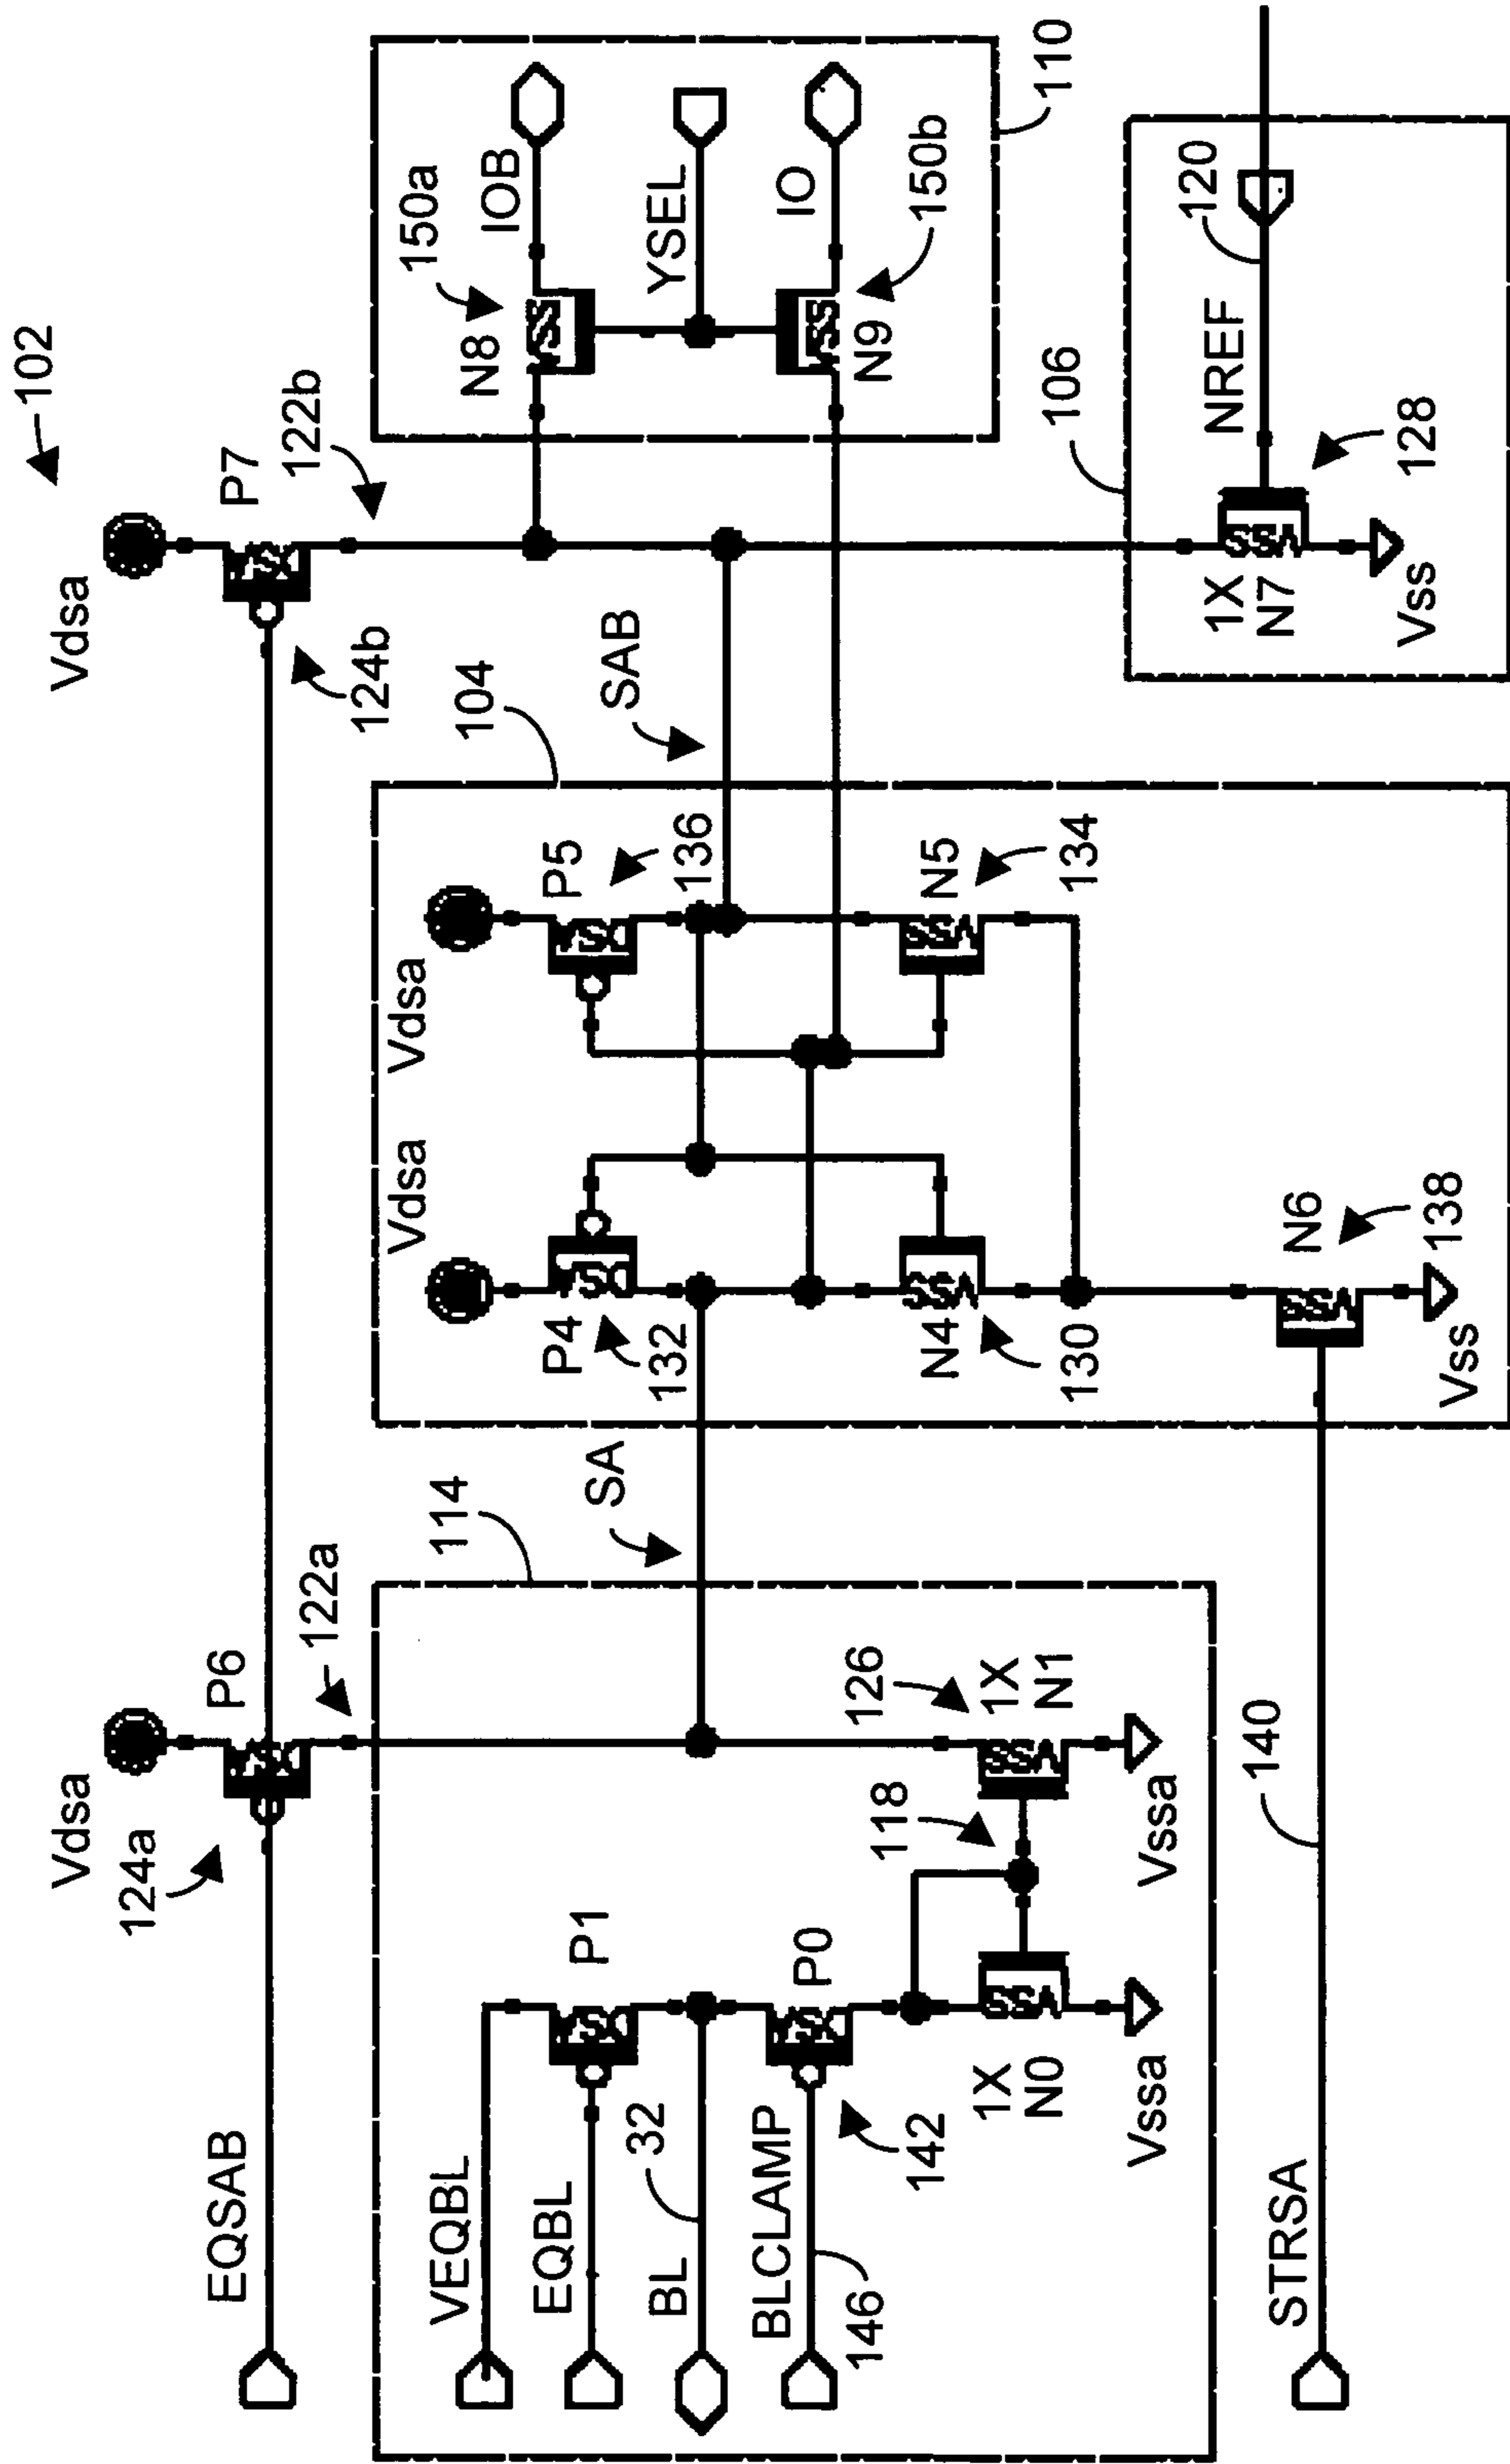 102
Vdsa
P6
124a
122a
Vdsa
P7
124b
122b
EQSAB
114
VEQBL
EQBL
P1
BL
32
BLCLAMP
146
142
P0
1X
N0
Vssa
118
126
1X
N1
Vssa
SA
104
Vdsa
Vdsa
P4
132
P5
136
N4
130
N5
134
N6
138
Vss
STRSA
140
SAB
110
150a
N8
IOB
YSEL
IO
N9
150b
106
120
NREF
1X
N7
128
Vss